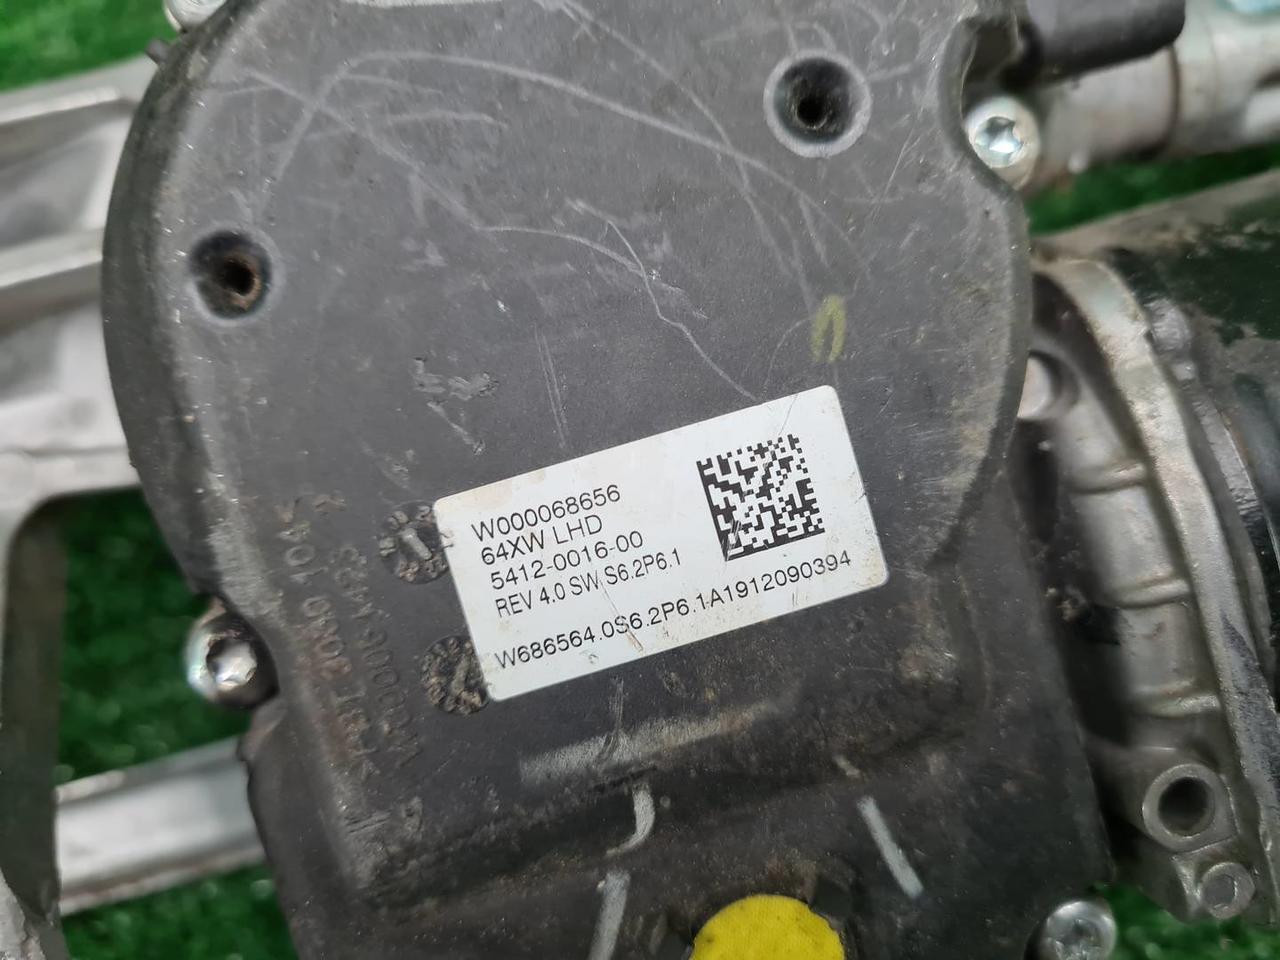 W000068656
64XW LHD
5412-0016-00
REV 4.0 SW S6.2P6.1
W686564.0S6.2P6.1A1912090394